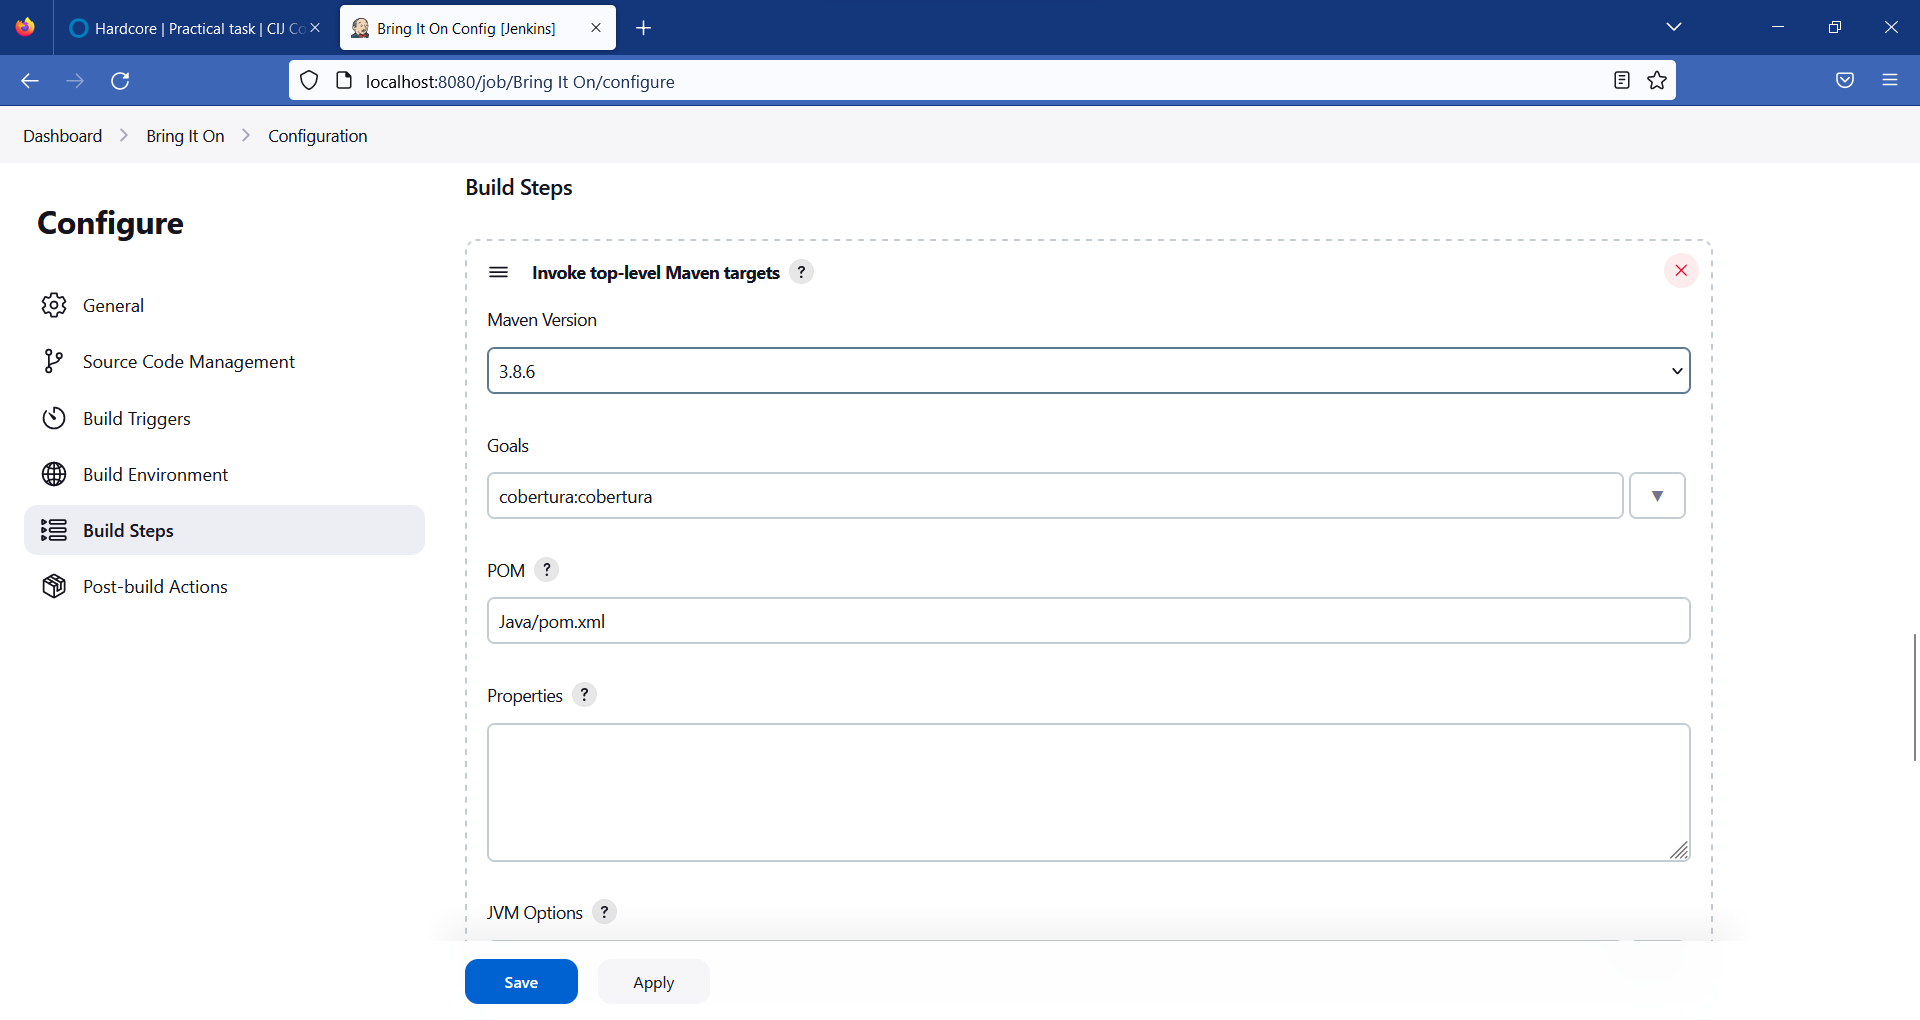 Hardcore | Practical task | CIJ Co
Bring It On Config [Jenkins]
localhost:8080/job/Bring It On/configure
Dashboard
Bring It On
Configuration
Configure
General
Source Code Management
Build Triggers
Build Environment
Build Steps
Post-build Actions
Build Steps
Invoke top-level Maven targets ?
Maven Version
3.8.6
Goals
cobertura:cobertura
POM ?
Java/pom.xml
Properties ?
JVM Options ?
Save
Apply